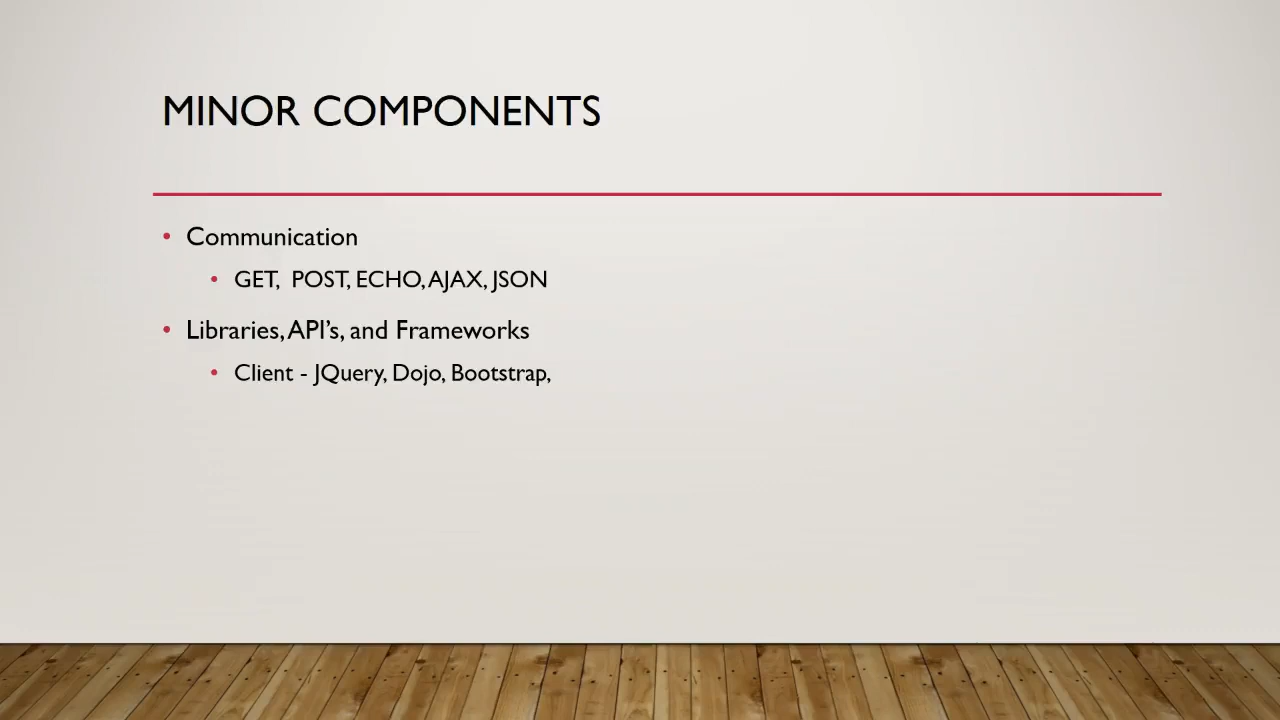 MINOR COMPONENTS
• Communication
• GET,  POST, ECHO, AJAX, JSON
• Libraries, API’s, and Frameworks
• Client - JQuery, Dojo, Bootstrap,